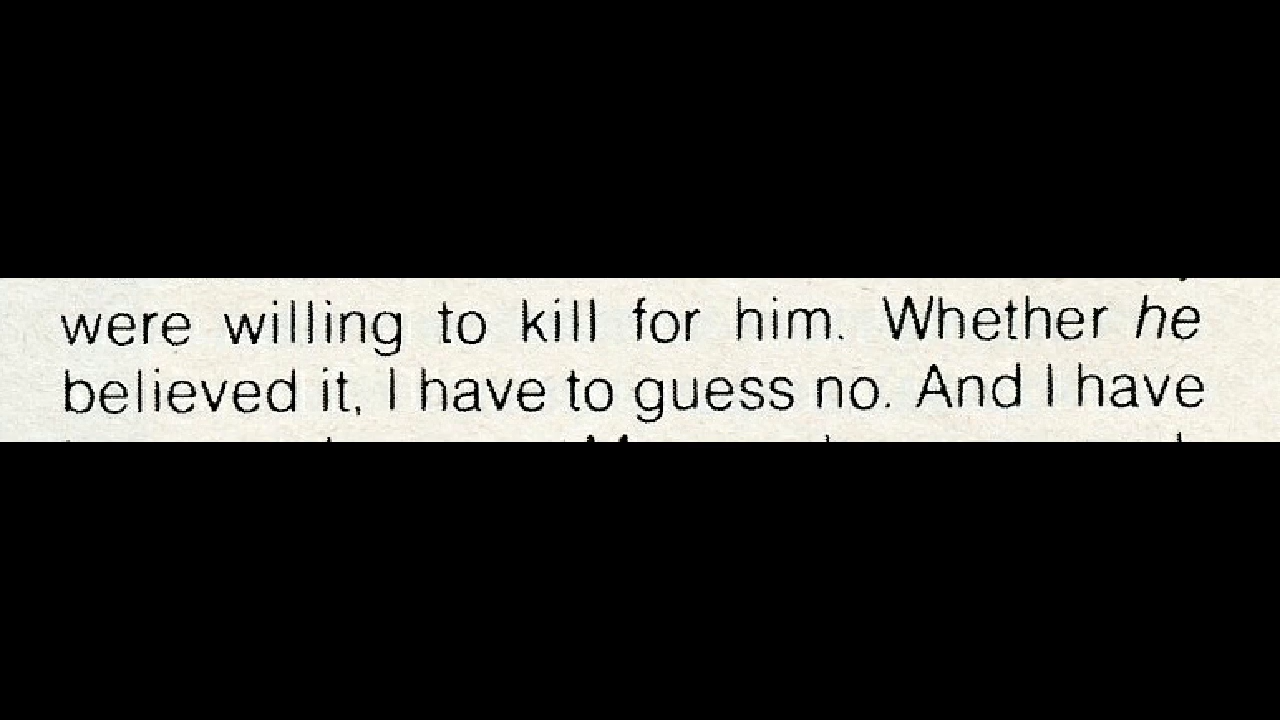 were willing to kill for him. Whether he
believed it, I have to guess no. And I have